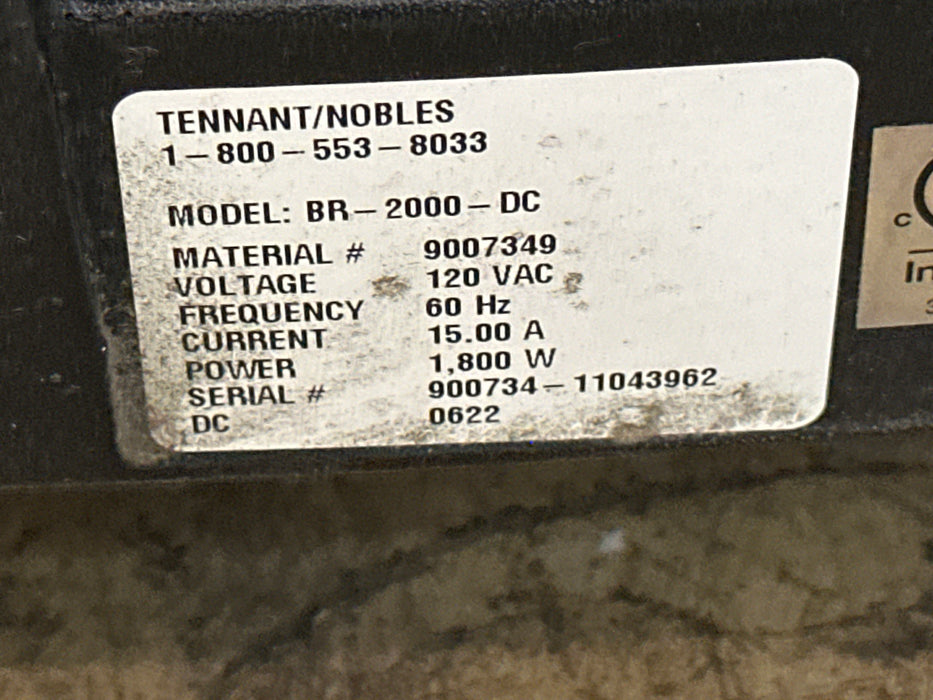 TENNANT/NOBLES
1-800-553-8033
MODEL: BR-2000-DC
MATERIAL # 9007349
VOLTAGE 120 VAC
FREQUENCY 60 Hz
CURRENT 15.00 A
POWER 1,800 W
SERIAL # 900734-11043962
DC 0622
C